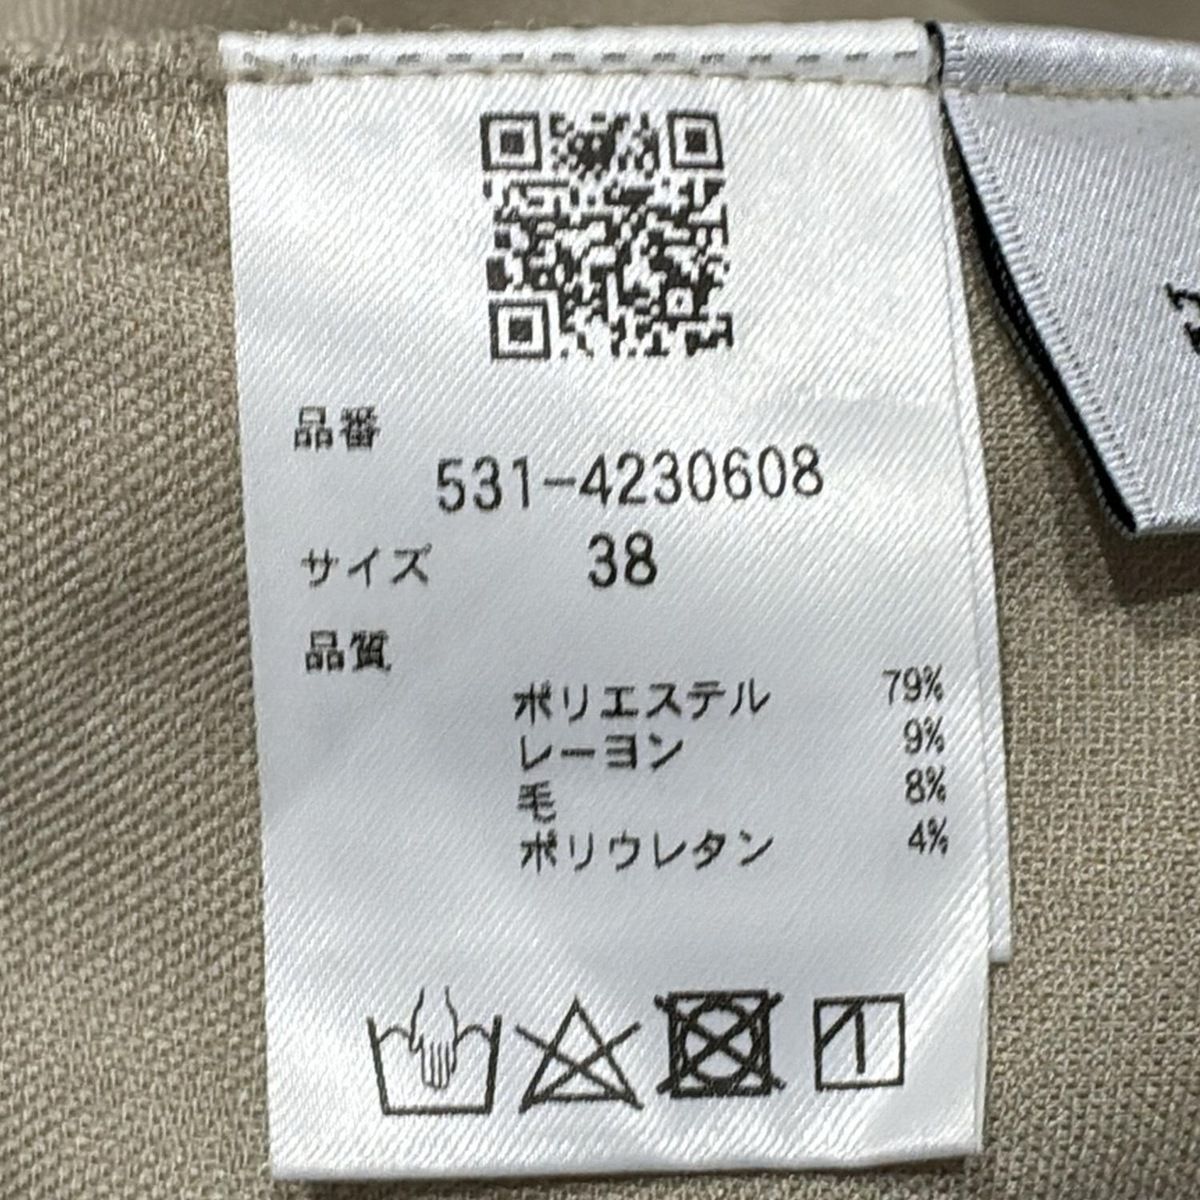 品番
531-4230608
サイズ 38
品質
ポリエステル 79%
レーヨン 9%
毛 8%
ポリウレタン 4%